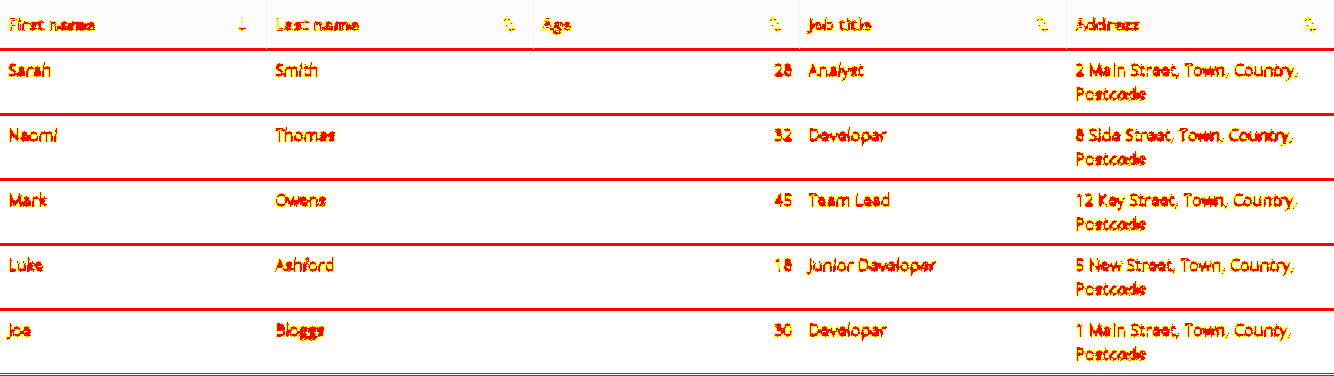 First name Last name Age Job title Address
Sarah Smith 28 Analyst 2 Main Street, Town, Country,
Postcode
Naomi Thomas 32 Developer 8 Side Street, Town, Country,
Postcode
Mark Owens 45 Team Lead 12 Key Street, Town, Country,
Postcode
Luke Ashford 18 Junior Developer 5 New Street, Town, Country,
Postcode
Joe Bloggs 30 Developer 1 Main Street, Town, County,
Postcode